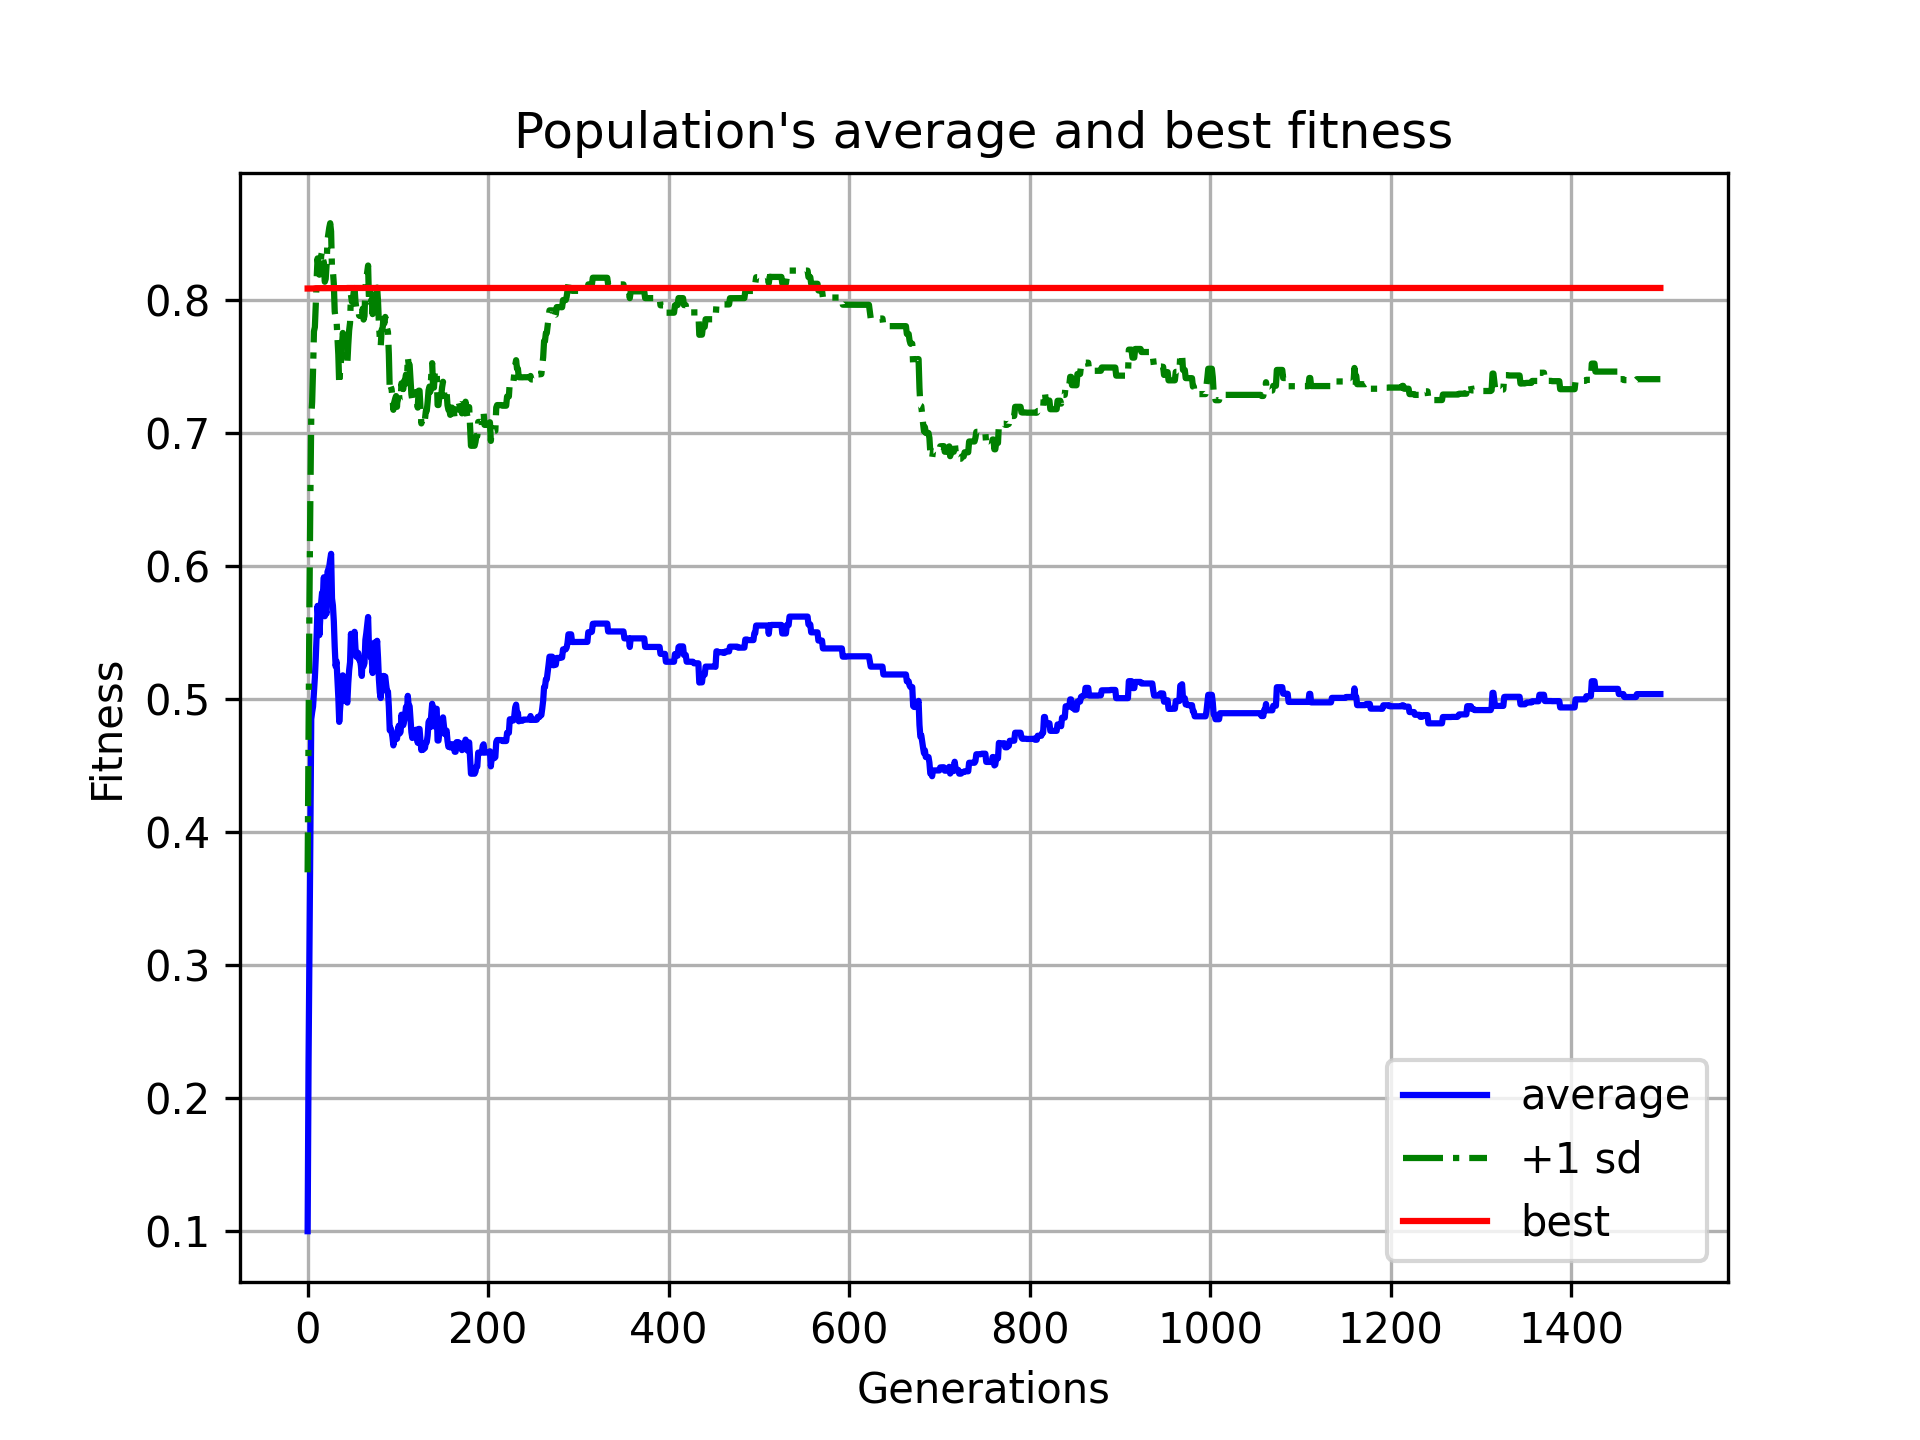 Population's average and best fitness
Fitness
0.8
0.7
0.6
0.5
0.4
0.3
0.2
0.1
0 200 400 600 800 1000 1200 1400
Generations
average
+1 sd
best